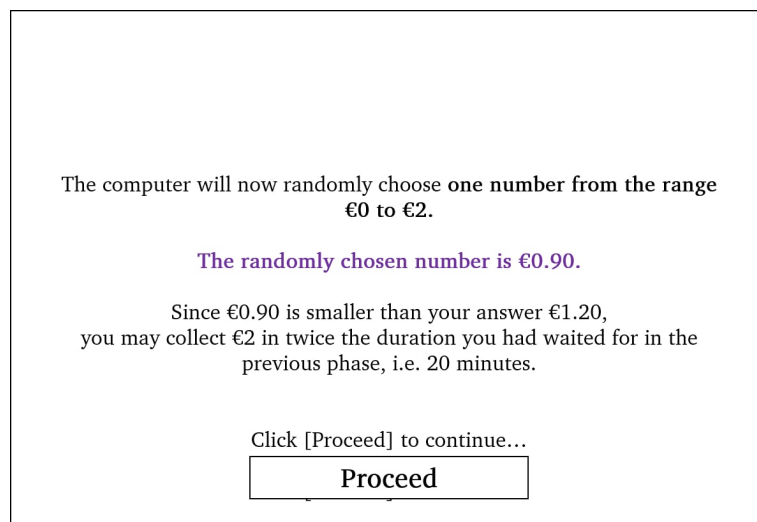 The computer will now randomly choose one number from the range
€0 to €2.
The randomly chosen number is €0.90.
Since €0.90 is smaller than your answer €1.20,
you may collect €2 in twice the duration you had waited for in the
previous phase, i.e. 20 minutes.
Click [Proceed] to continue…
Proceed